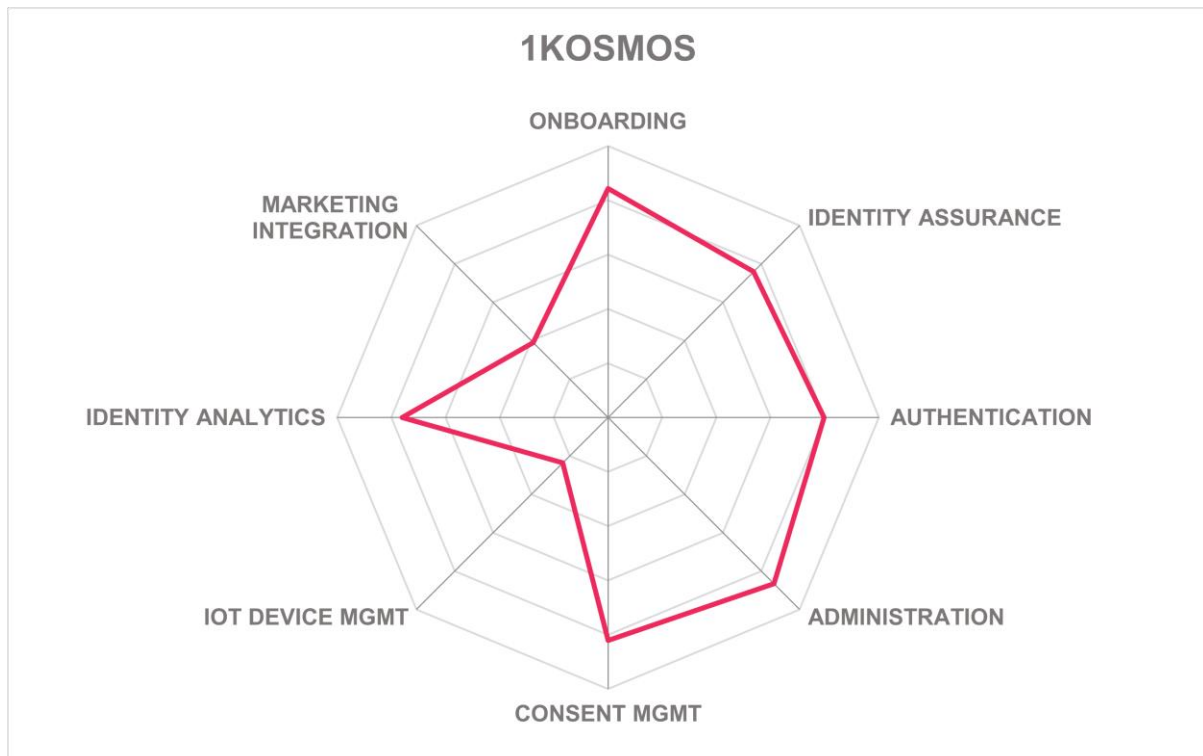 1KOSMOS
ONBOARDING
MARKETING
INTEGRATION
IDENTITY ASSURANCE
IDENTITY ANALYTICS
AUTHENTICATION
IOT DEVICE MGMT
ADMINISTRATION
CONSENT MGMT